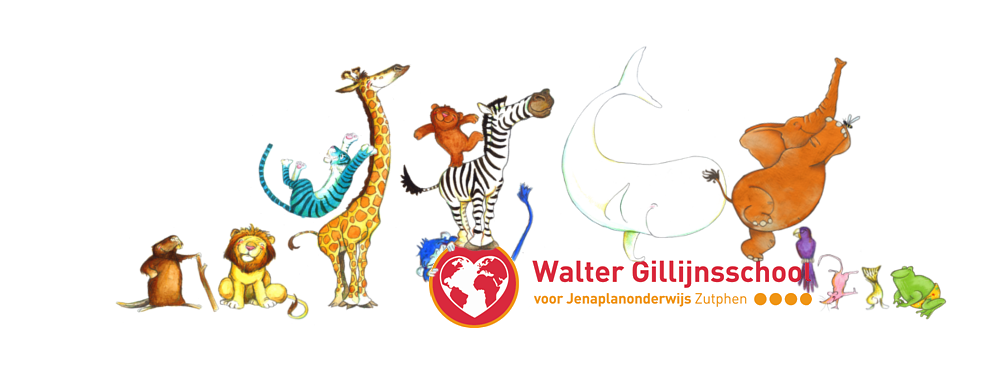 Walter Gillijnsschool
voor Jenaplanonderwijs Zutphen